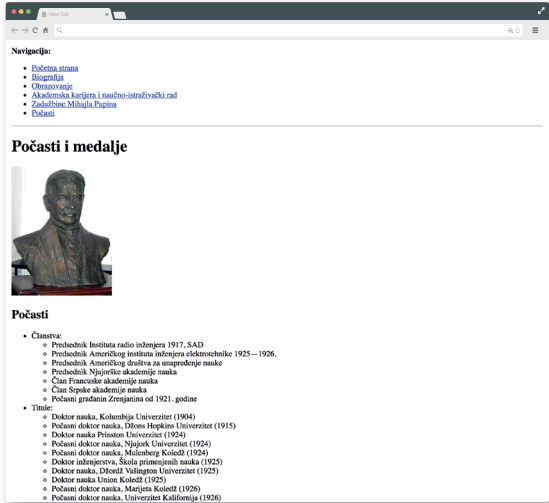 New Tab
Navigacija:
Početna strana
Biografija
Obrazovanje
Akademska karijera i naučno-istraživački rad
Zadužbine Mihajla Pupina
Počasti
Počasti i medalje
Počasti
Članstva:
Predsednik Instituta radio inženjera 1917, SAD
Predsednik Američkog instituta inženjera elektrotehnike 1925—1926.
Predsednik Američkog društva za unapređenje nauke
Predsednik Njujorške akademije nauka
Član Francuske akademije nauka
Član Srpske akademije nauka
Počasni građanin Zrenjanina od 1921. godine
Titule:
Doktor nauka, Kolumbija Univerzitet (1904)
Počasni doktor nauka, Džons Hopkins Univerzitet (1915)
Doktor nauka Prinston Univerzitet (1924)
Počasni doktor nauka, Njujork Univerzitet (1924)
Počasni doktor nauka, Mulenberg Koledž (1924)
Doktor inženjerstva, Škola primenjenih nauka (1925)
Doktor nauka, Džordž Vašington Univerzitet (1925)
Doktor nauka Union Koledž (1925)
Počasni doktor nauka, Marijeta Koledž (1926)
Počasni doktor nauka, Univerzitet Kalifornija (1926)